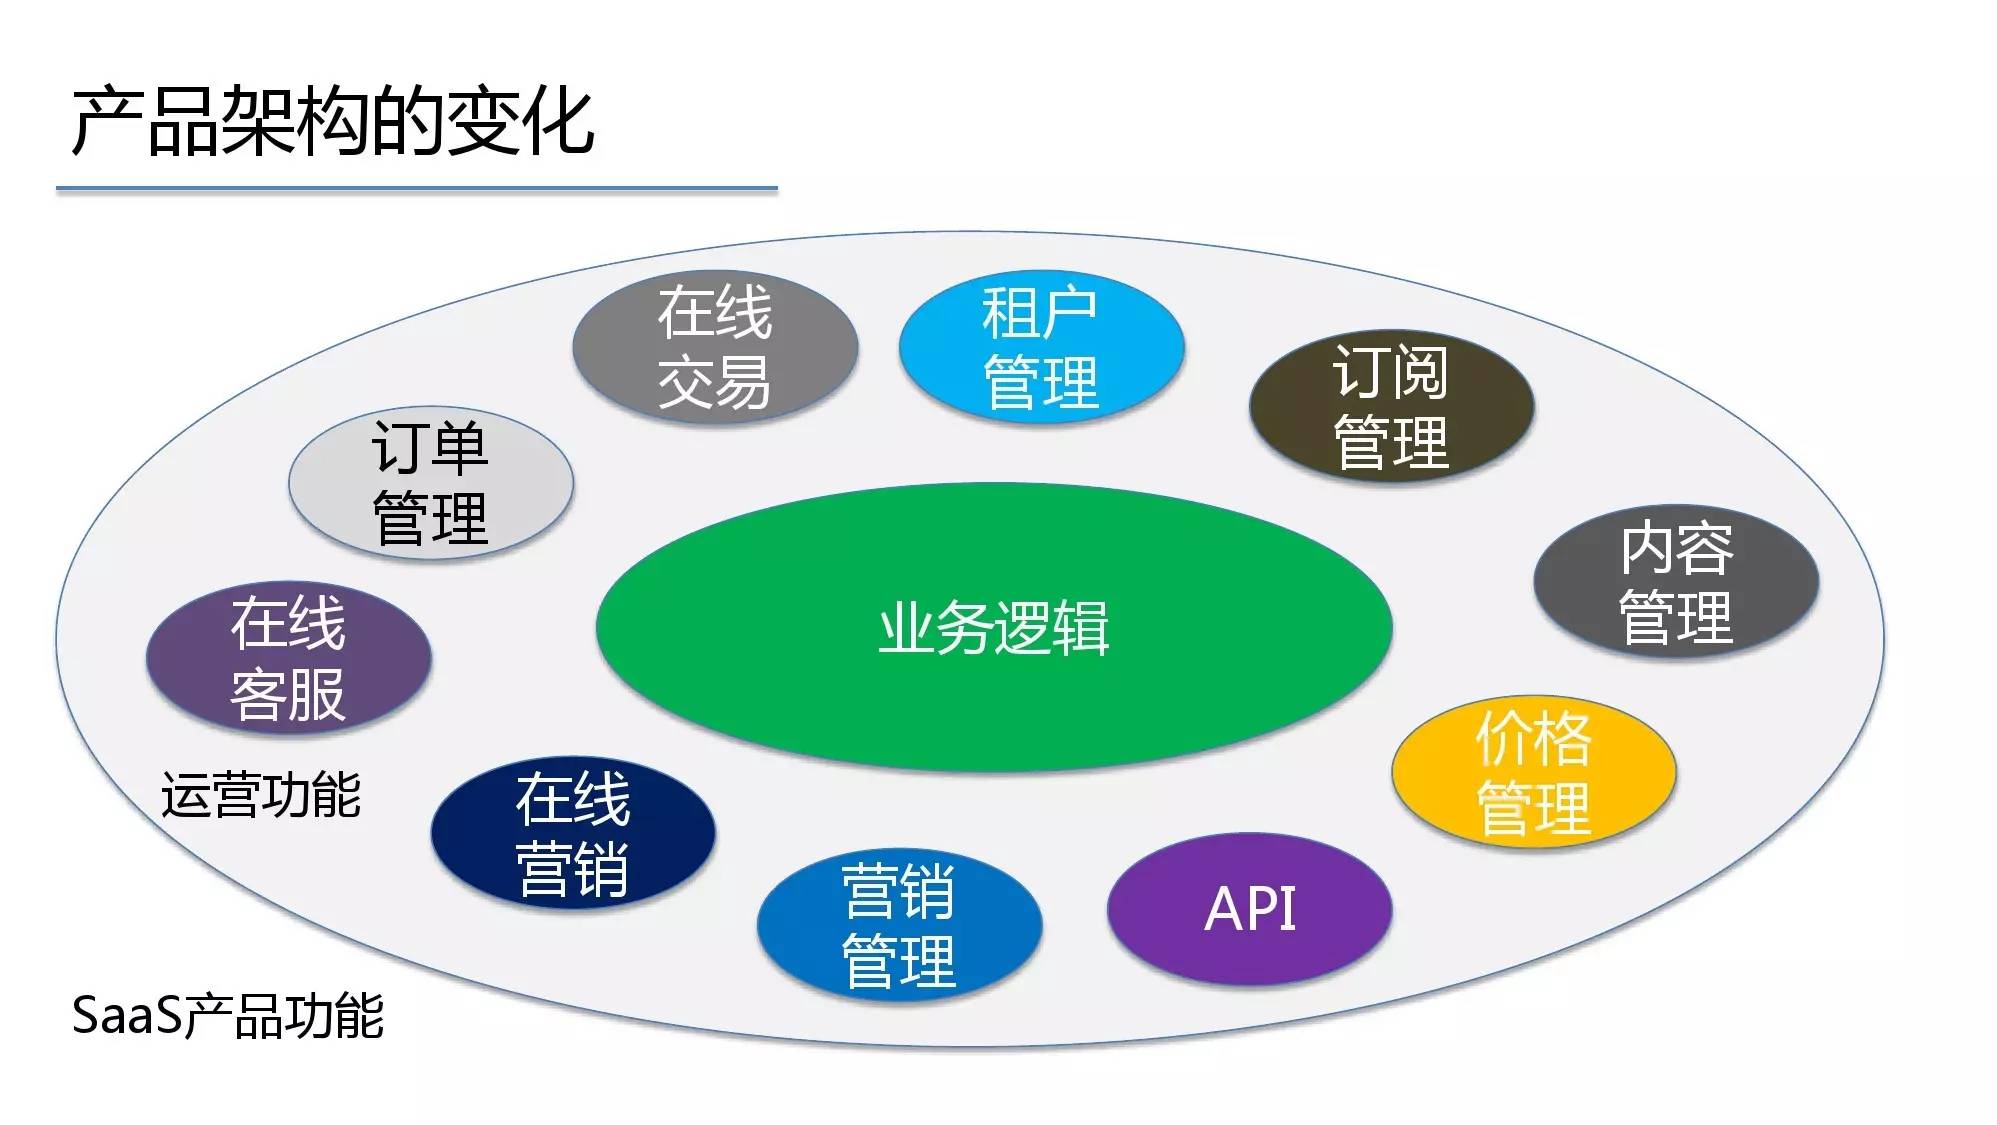 产品架构的变化
在线
交易
租户
管理
订阅
管理
订单
管理
内容
管理
在线
客服
业务逻辑
价格
管理
运营功能
在线
营销
营销
管理
API
SaaS产品功能